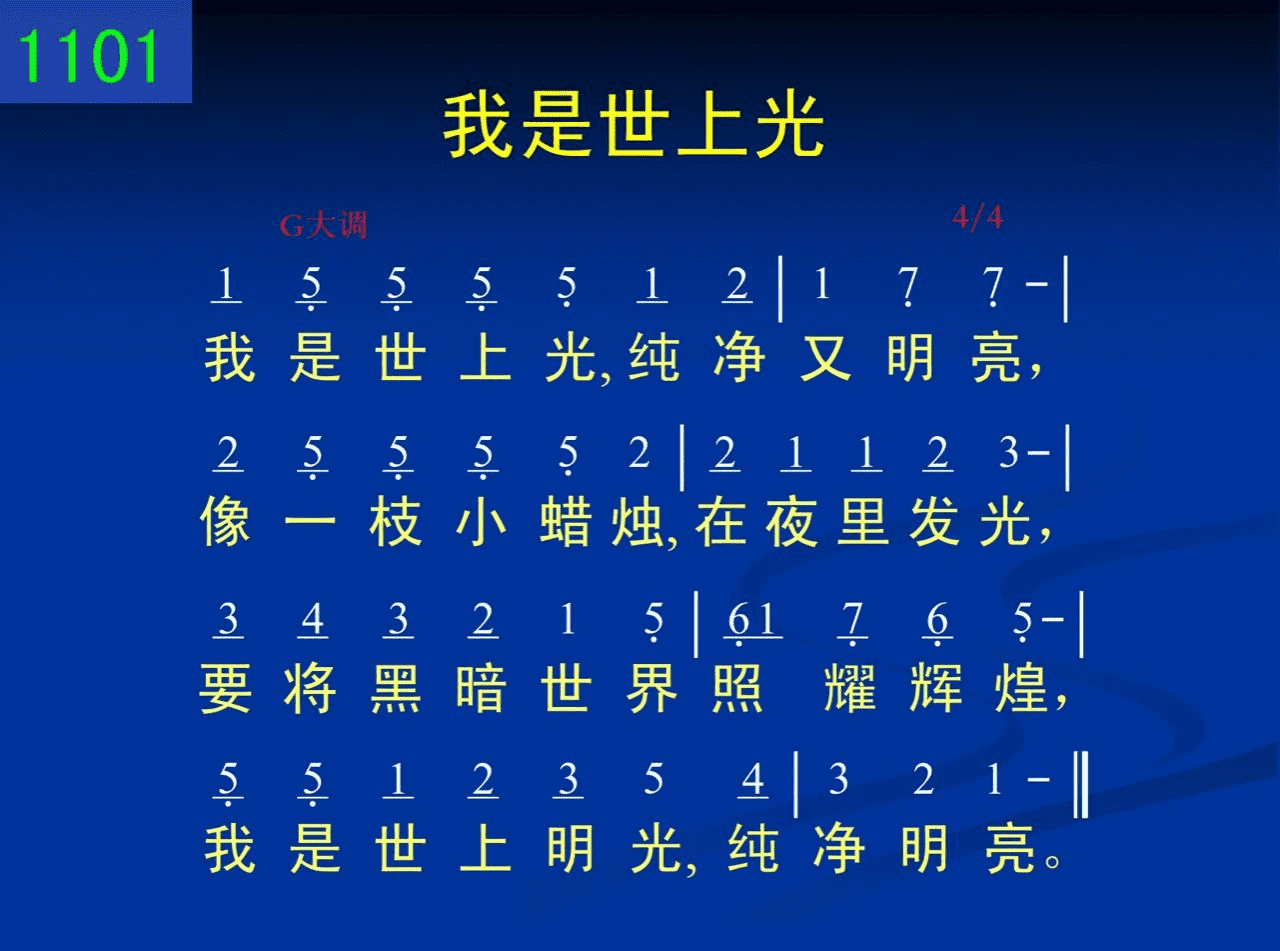 1101
我是世上光
G大调 4/4
1 5̣ 5̣ 5̣ 5̣ 1 2 | 1 7̣ 7̣ – |
我是世上光,纯净又明亮，
2 5̣ 5̣ 5̣ 5̣ 2 | 2 1 1 2 3 – |
像一枝小蜡烛,在夜里发光，
3 4 3 2 1 5̣ | 6̣1 7̣ 6̣ 5̣ – |
要将黑暗世界照耀辉煌，
5̣ 5̣ 1 2 3 5 4 | 3 2 1 – ‖
我是世上明光,纯净明亮。